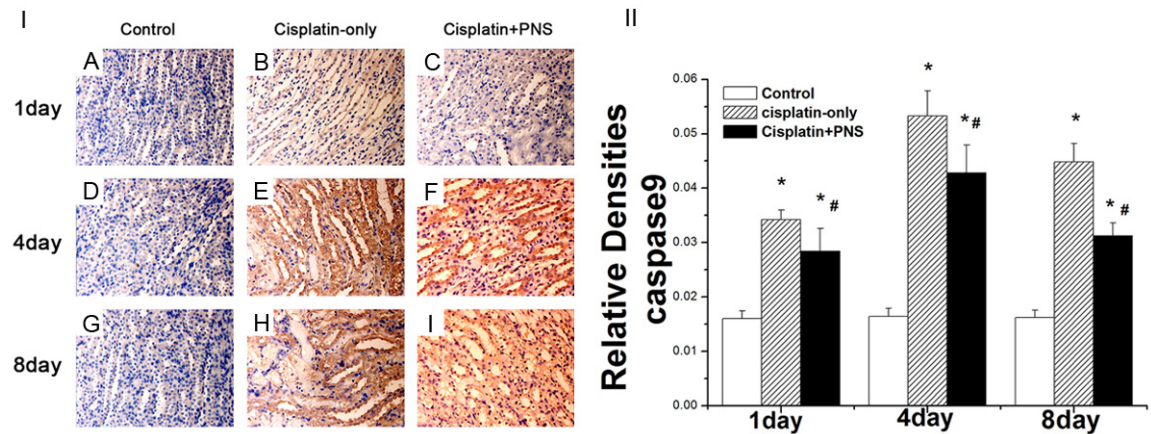 I
Control Cisplatin-only Cisplatin+PNS
1day
A B C
4day
D E F
8day
G H I
II
Relative Densities
caspase9
0.06
0.05
0.04
0.03
0.02
0.01
0.00
Control
cisplatin-only
Cisplatin+PNS
* *#
* *#
* *#
1day 4day 8day